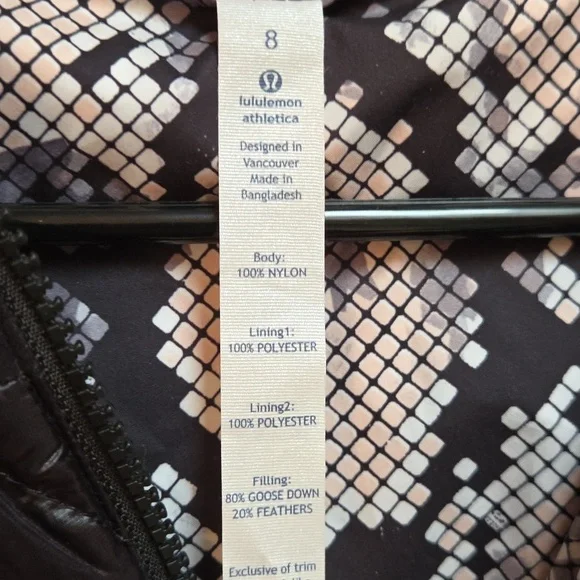 8
lululemon
athletica
Designed in
Vancouver
Made in
Bangladesh
Body:
100% NYLON
Lining1:
100% POLYESTER
Lining2:
100% POLYESTER
Filling:
80% GOOSE DOWN
20% FEATHERS
Exclusive of trim